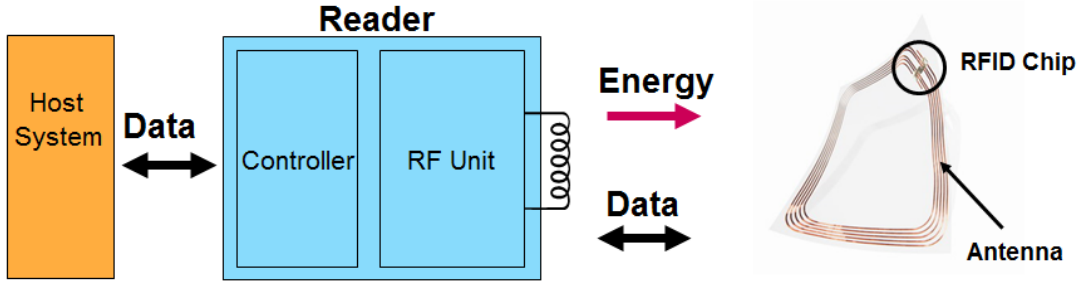 Reader
Host
System
Data
Controller
RF Unit
Energy
Data
RFID Chip
Antenna